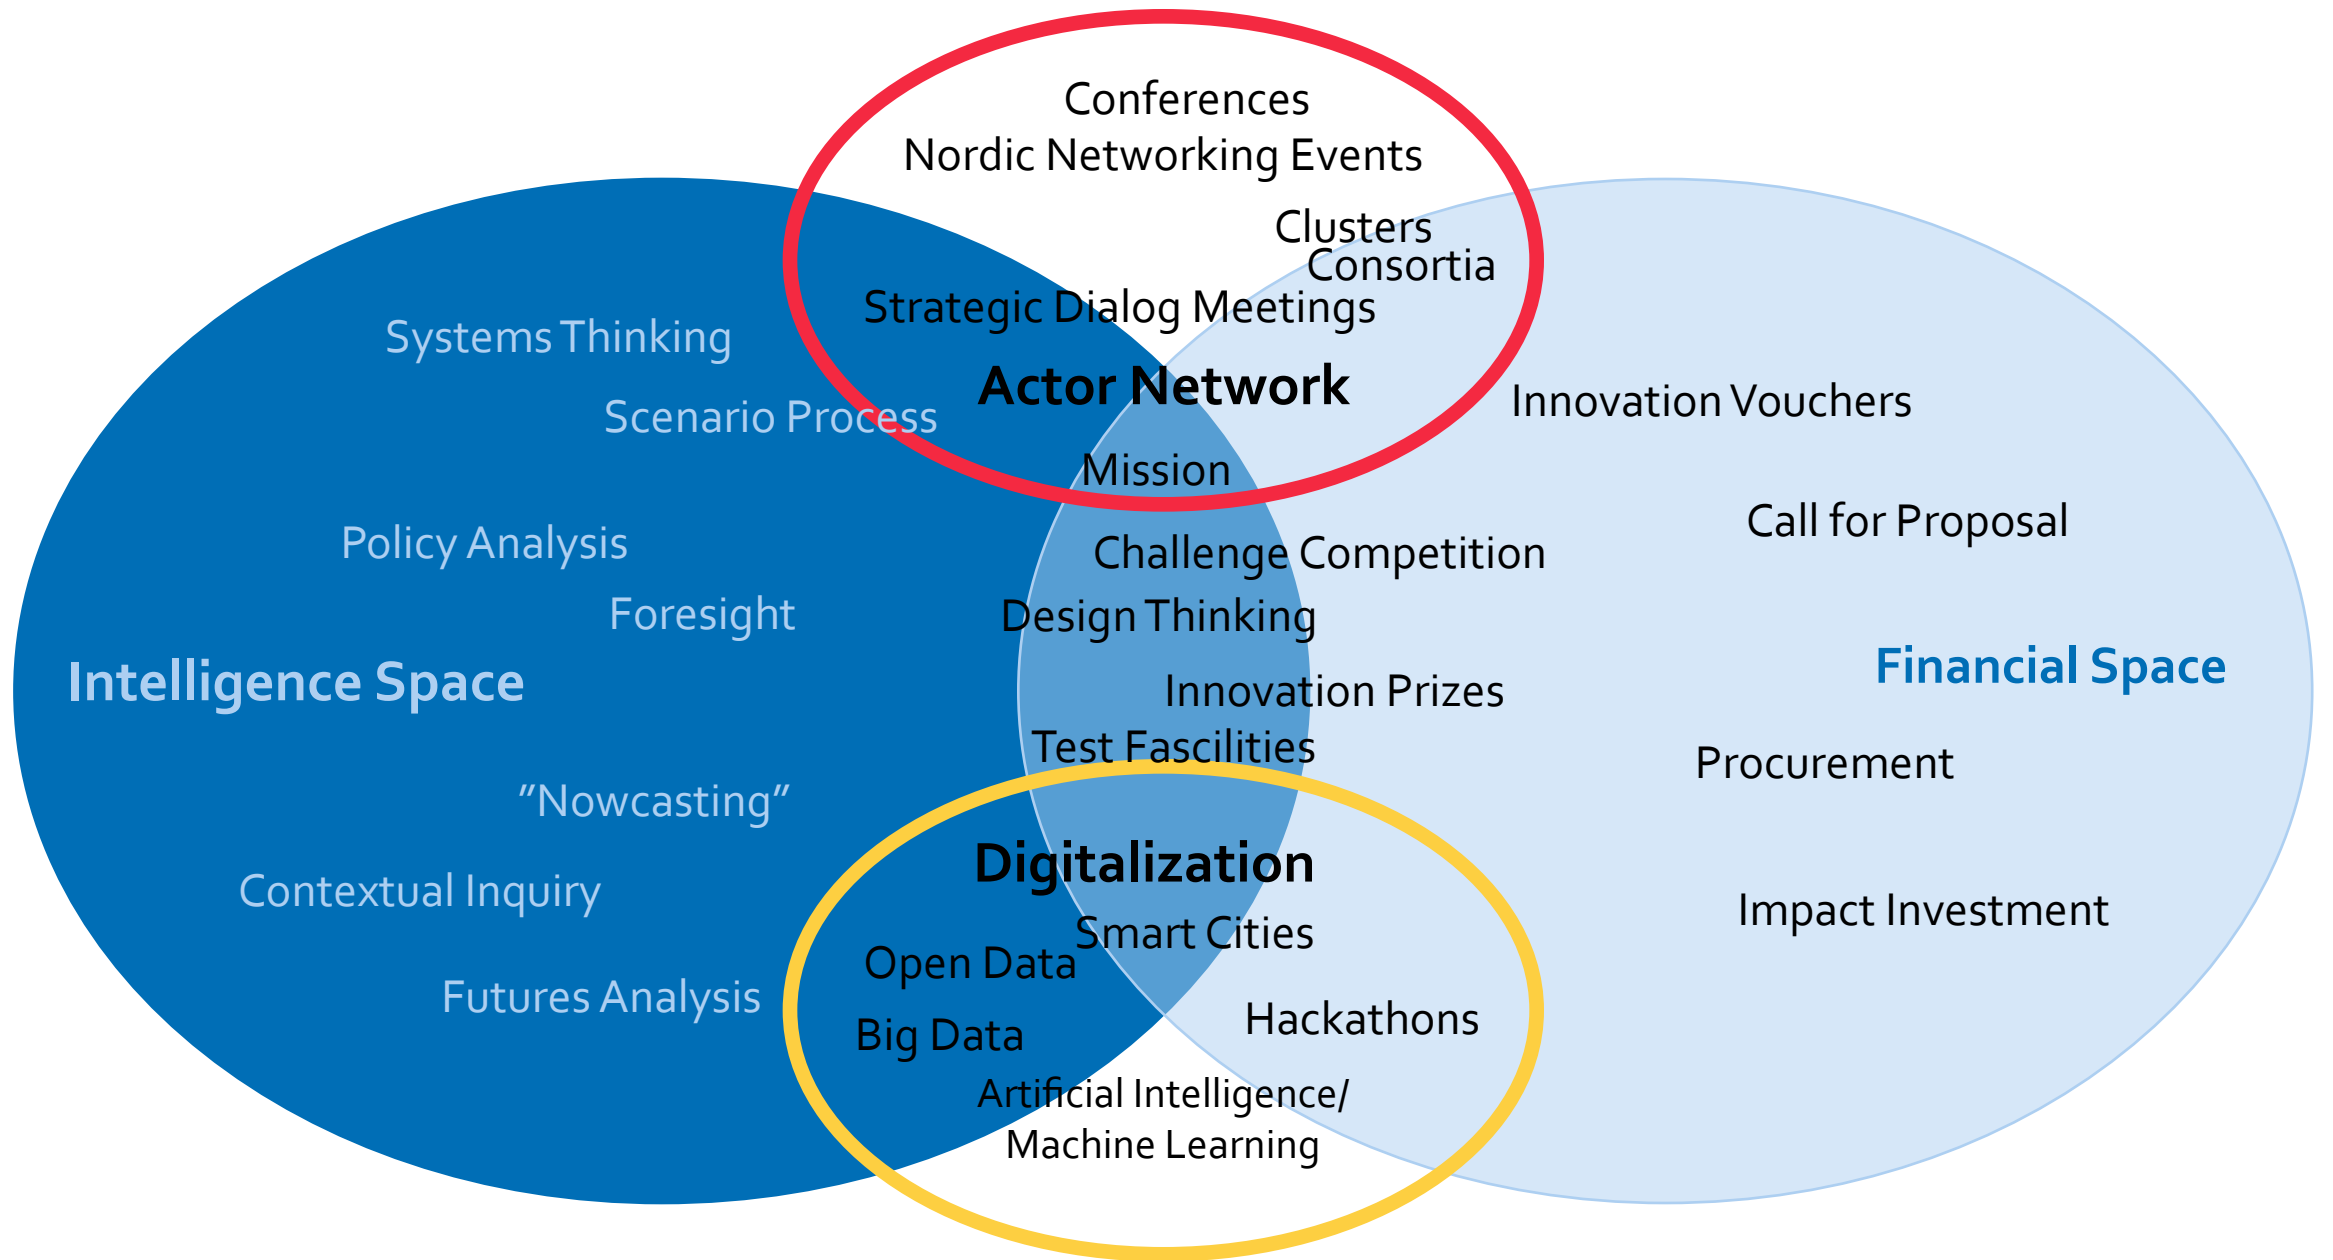 Conferences
Nordic Networking Events
Clusters
Consortia
Strategic Dialog Meetings
Systems Thinking
Actor Network
Innovation Vouchers
Scenario Process
Mission
Call for Proposal
Policy Analysis
Challenge Competition
Foresight
Design Thinking
Intelligence Space
Financial Space
Innovation Prizes
Test Fascilities
Procurement
”Nowcasting”
Digitalization
Contextual Inquiry
Impact Investment
Smart Cities
Open Data
Futures Analysis
Hackathons
Big Data
Artificial Intelligence/
Machine Learning